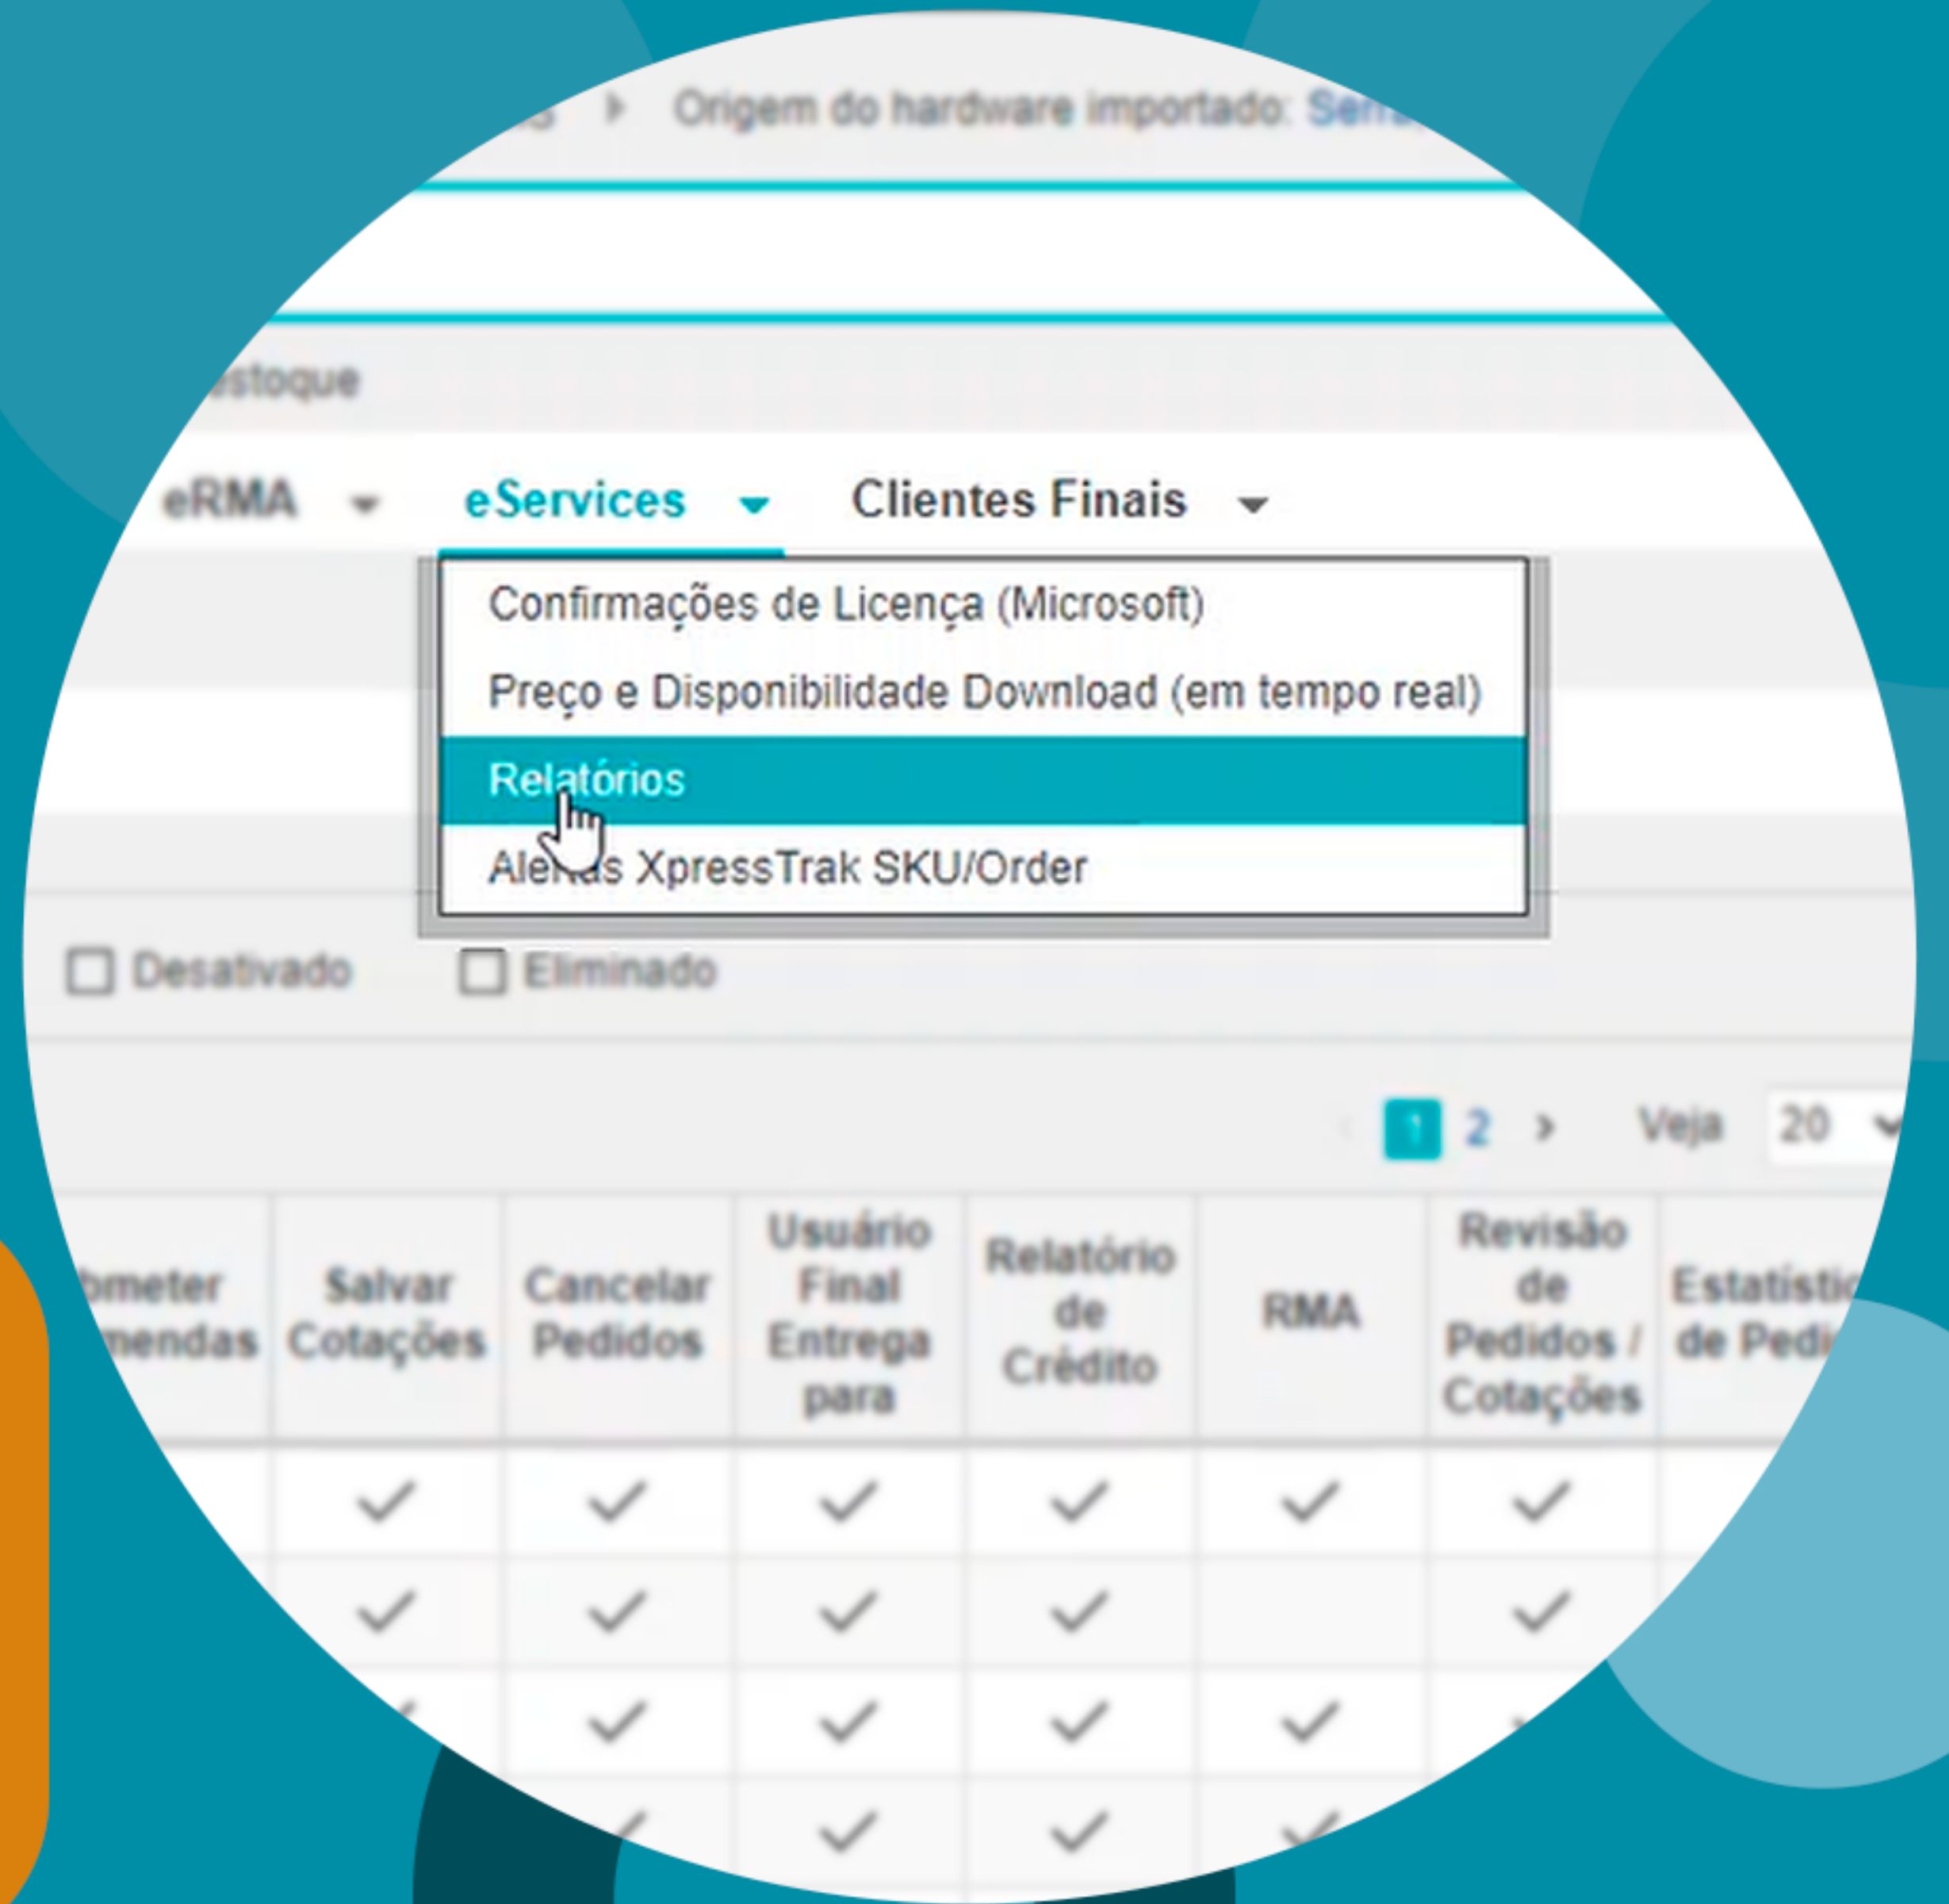 Origem do hardware importado:
eRMA eServices Clientes Finais
Confirmações de Licença (Microsoft)
Preço e Disponibilidade Download (em tempo real)
Relatórios
Alertas XpressTrak SKU/Order
Desativado Eliminado
1 2 Veja 20
Salvar Cotações
Cancelar Pedidos
Usuário Final Entrega para
Relatório de Crédito
RMA
Revisão de Pedidos / Cotações